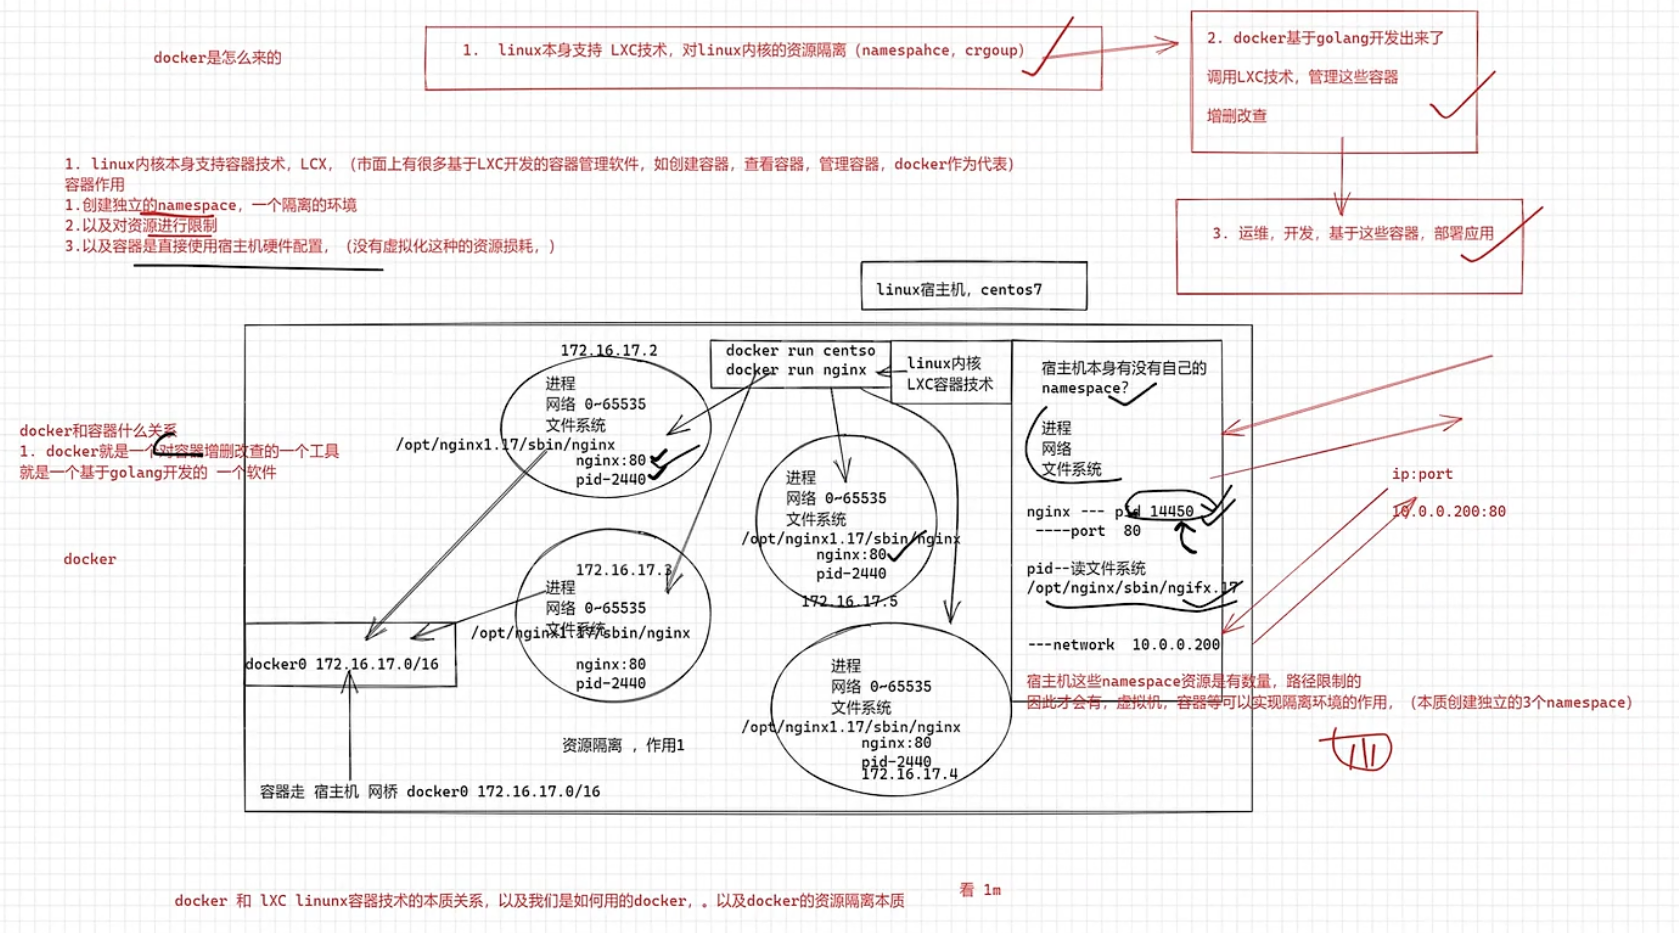 docker是怎么来的
1. linux本身支持 LXC技术，对linux内核的资源隔离（namespahce，crgoup）
2. docker基于golang开发出来了
调用LXC技术，管理这些容器
增删改查
1. linux内核本身支持容器技术，LCX，（市面上有很多基于LXC开发的容器管理软件，如创建容器，查看容器，管理容器，docker作为代表）
容器作用
1.创建独立的namespace，一个隔离的环境
2.以及对资源进行限制
3.以及容器是直接使用宿主机硬件配置，（没有虚拟化这种的资源损耗，）
3. 运维，开发，基于这些容器，部署应用
linux宿主机，centos7
172.16.17.2
进程
网络 0~65535
文件系统
/opt/nginx1.17/sbin/nginx
nginx:80
pid-2440
docker run centso
docker run nginx
linux内核
LXC容器技术
宿主机本身有没有自己的
namespace？
进程
网络
文件系统
nginx --- pid 14450
----port 80
pid--读文件系统
/opt/nginx/sbin/ngifx.17
---network 10.0.0.200
ip:port
10.0.0.200:80
docker和容器什么关系
1. docker就是一个对容器增删改查的一个工具
就是一个基于golang开发的 一个软件
docker
进程
网络 0~65535
文件系统
/opt/nginx1.17/sbin/nginx
nginx:80
pid-2440
172.16.17.5
172.16.17.3
进程
网络 0~65535
文件系统
/opt/nginx1.17/sbin/nginx
nginx:80
pid-2440
docker0 172.16.17.0/16
进程
网络 0~65535
文件系统
/opt/nginx1.17/sbin/nginx
nginx:80
pid-2440
172.16.17.4
宿主机这些namespace资源是有数量，路径限制的
因此才会有，虚拟机，容器等可以实现隔离环境的作用，（本质创建独立的3个namespace）
资源隔离 ，作用1
容器走 宿主机 网桥 docker0 172.16.17.0/16
docker 和 lXC linunx容器技术的本质关系，以及我们是如何用的docker，。以及docker的资源隔离本质
看 1m